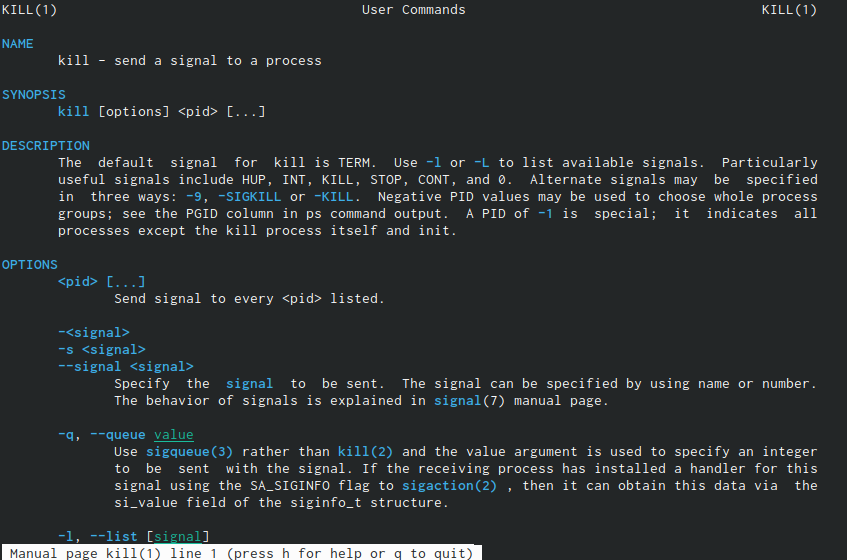 KILL(1) User Commands KILL(1)
NAME
kill - send a signal to a process
SYNOPSIS
kill [options] <pid> [...]
DESCRIPTION
The default signal for kill is TERM. Use -l or -L to list available signals. Particularly
useful signals include HUP, INT, KILL, STOP, CONT, and 0. Alternate signals may be specified
in three ways: -9, -SIGKILL or -KILL. Negative PID values may be used to choose whole process
groups; see the PGID column in ps command output. A PID of -1 is special; it indicates all
processes except the kill process itself and init.
OPTIONS
<pid> [...]
Send signal to every <pid> listed.
-<signal>
-s <signal>
--signal <signal>
Specify the signal to be sent. The signal can be specified by using name or number.
The behavior of signals is explained in signal(7) manual page.
-q, --queue value
Use sigqueue(3) rather than kill(2) and the value argument is used to specify an integer
to be sent with the signal. If the receiving process has installed a handler for this
signal using the SA_SIGINFO flag to sigaction(2) , then it can obtain this data via the
si_value field of the siginfo_t structure.
-l, --list [signal]
Manual page kill(1) line 1 (press h for help or q to quit)